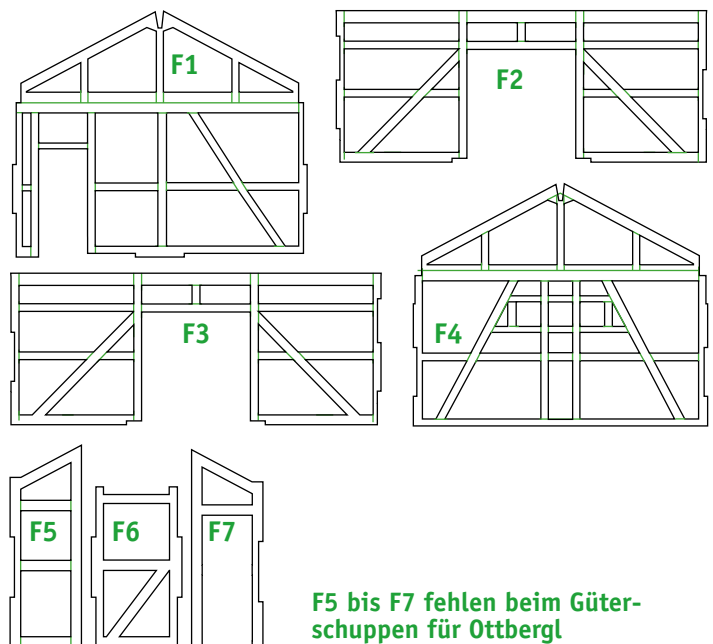 F1
F2
F3
F4
F5
F6
F7
F5 bis F7 fehlen beim Güter-
schuppen für Ottbergl